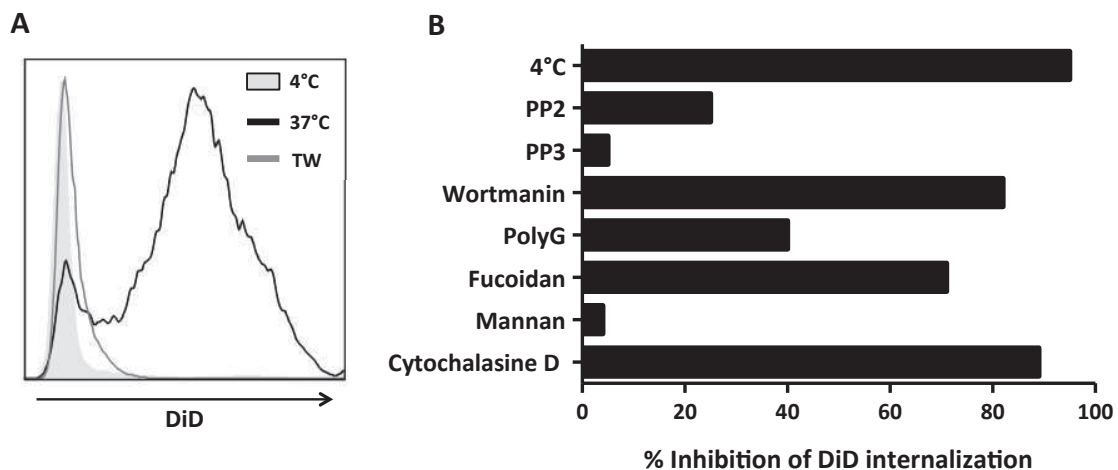 A
4°C
37°C
TW
DiD
B
4°C
PP2
PP3
Wortmanin
PolyG
Fucoidan
Mannan
Cytochalasine D
0 20 40 60 80 100
% Inhibition of DiD internalization